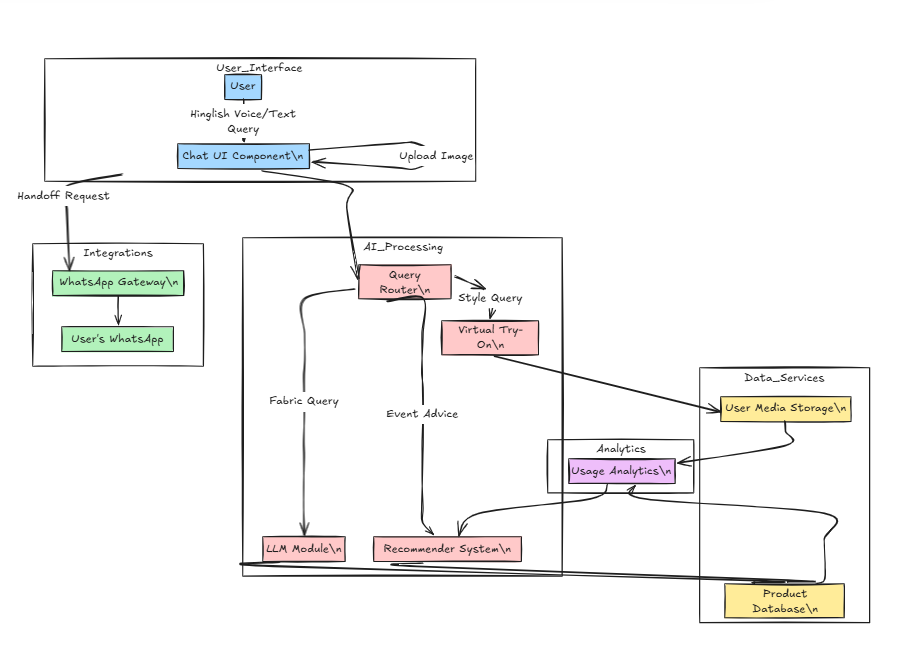 User_Interface
User
Hinglish Voice/Text
Query
Chat UI Component\n
Upload Image
Handoff Request
Integrations
WhatsApp Gateway\n
User's WhatsApp
AI_Processing
Query
Router\n
Style Query
Virtual Try-
On\n
Fabric Query
Event Advice
LLM Module\n
Recommender System\n
Data_Services
User Media Storage\n
Analytics
Usage Analytics\n
Product
Database\n